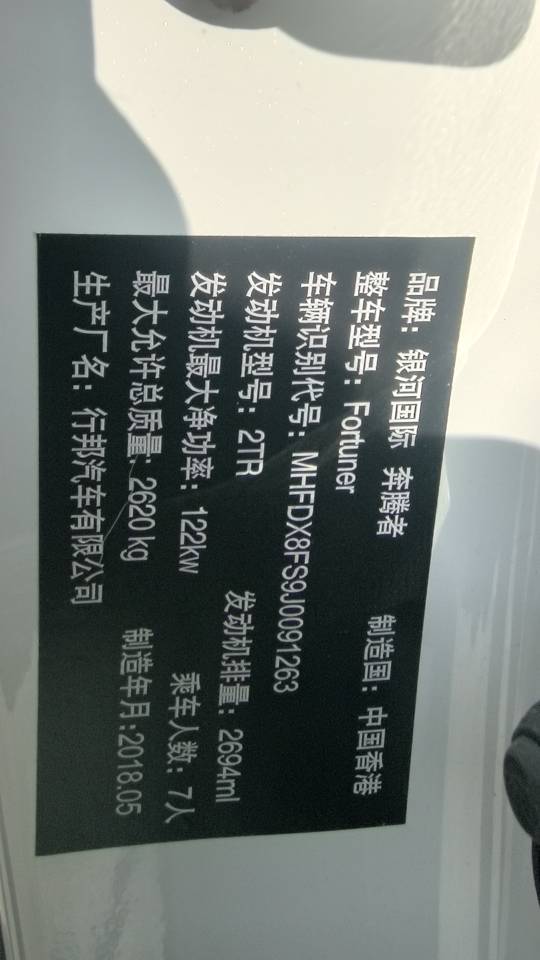 品牌：银河国际 奔腾者 制造国：中国香港
整车型号：Fortuner
车辆识别代号：MHFDX8FS9J0091263
发动机型号：2TR 发动机排量：2694ml
发动机最大净功率：122kw 乘车人数：7人
最大允许总质量：2620 kg 制造年月：2018.05
生产厂名：行邦汽车有限公司